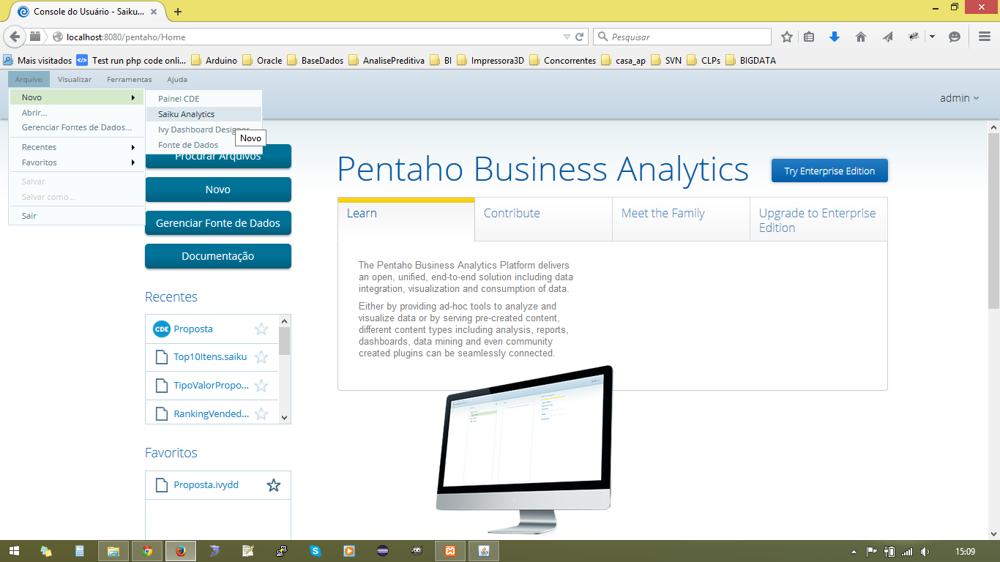 Console do Usuário - Saiku...
localhost:8080/pentaho/Home
Pesquisar
Mais visitados
Test run php code onli...
Arduino
Oracle
BaseDados
AnalisePreditiva
BI
Impressora3D
Concorrentes
casa_ap
SVN
CLPs
BIGDATA
Arquivo
Visualizar
Ferramentas
Ajuda
admin
Novo
Abrir...
Gerenciar Fontes de Dados...
Recentes
Favoritos
Salvar
Salvar como...
Sair
Painel CDE
Saiku Analytics
Ivy Dashboard Designer
Fonte de Dados
Novo
Procurar Arquivos
Novo
Gerenciar Fonte de Dados
Documentação
Recentes
CDE Proposta
Top10Itens.saiku
TipoValorPropo...
RankingVended...
Favoritos
Proposta.ivydd
Pentaho Business Analytics
Try Enterprise Edition
Learn
Contribute
Meet the Family
Upgrade to Enterprise
Edition
The Pentaho Business Analytics Platform delivers
an open, unified, end-to-end solution including data
integration, visualization and consumption of data.
Either by providing ad-hoc tools to analyze and
visualize data or by serving pre-created content,
different content types including analysis, reports,
dashboards, data mining and even community
created plugins can be seamlessly connected.
15:09